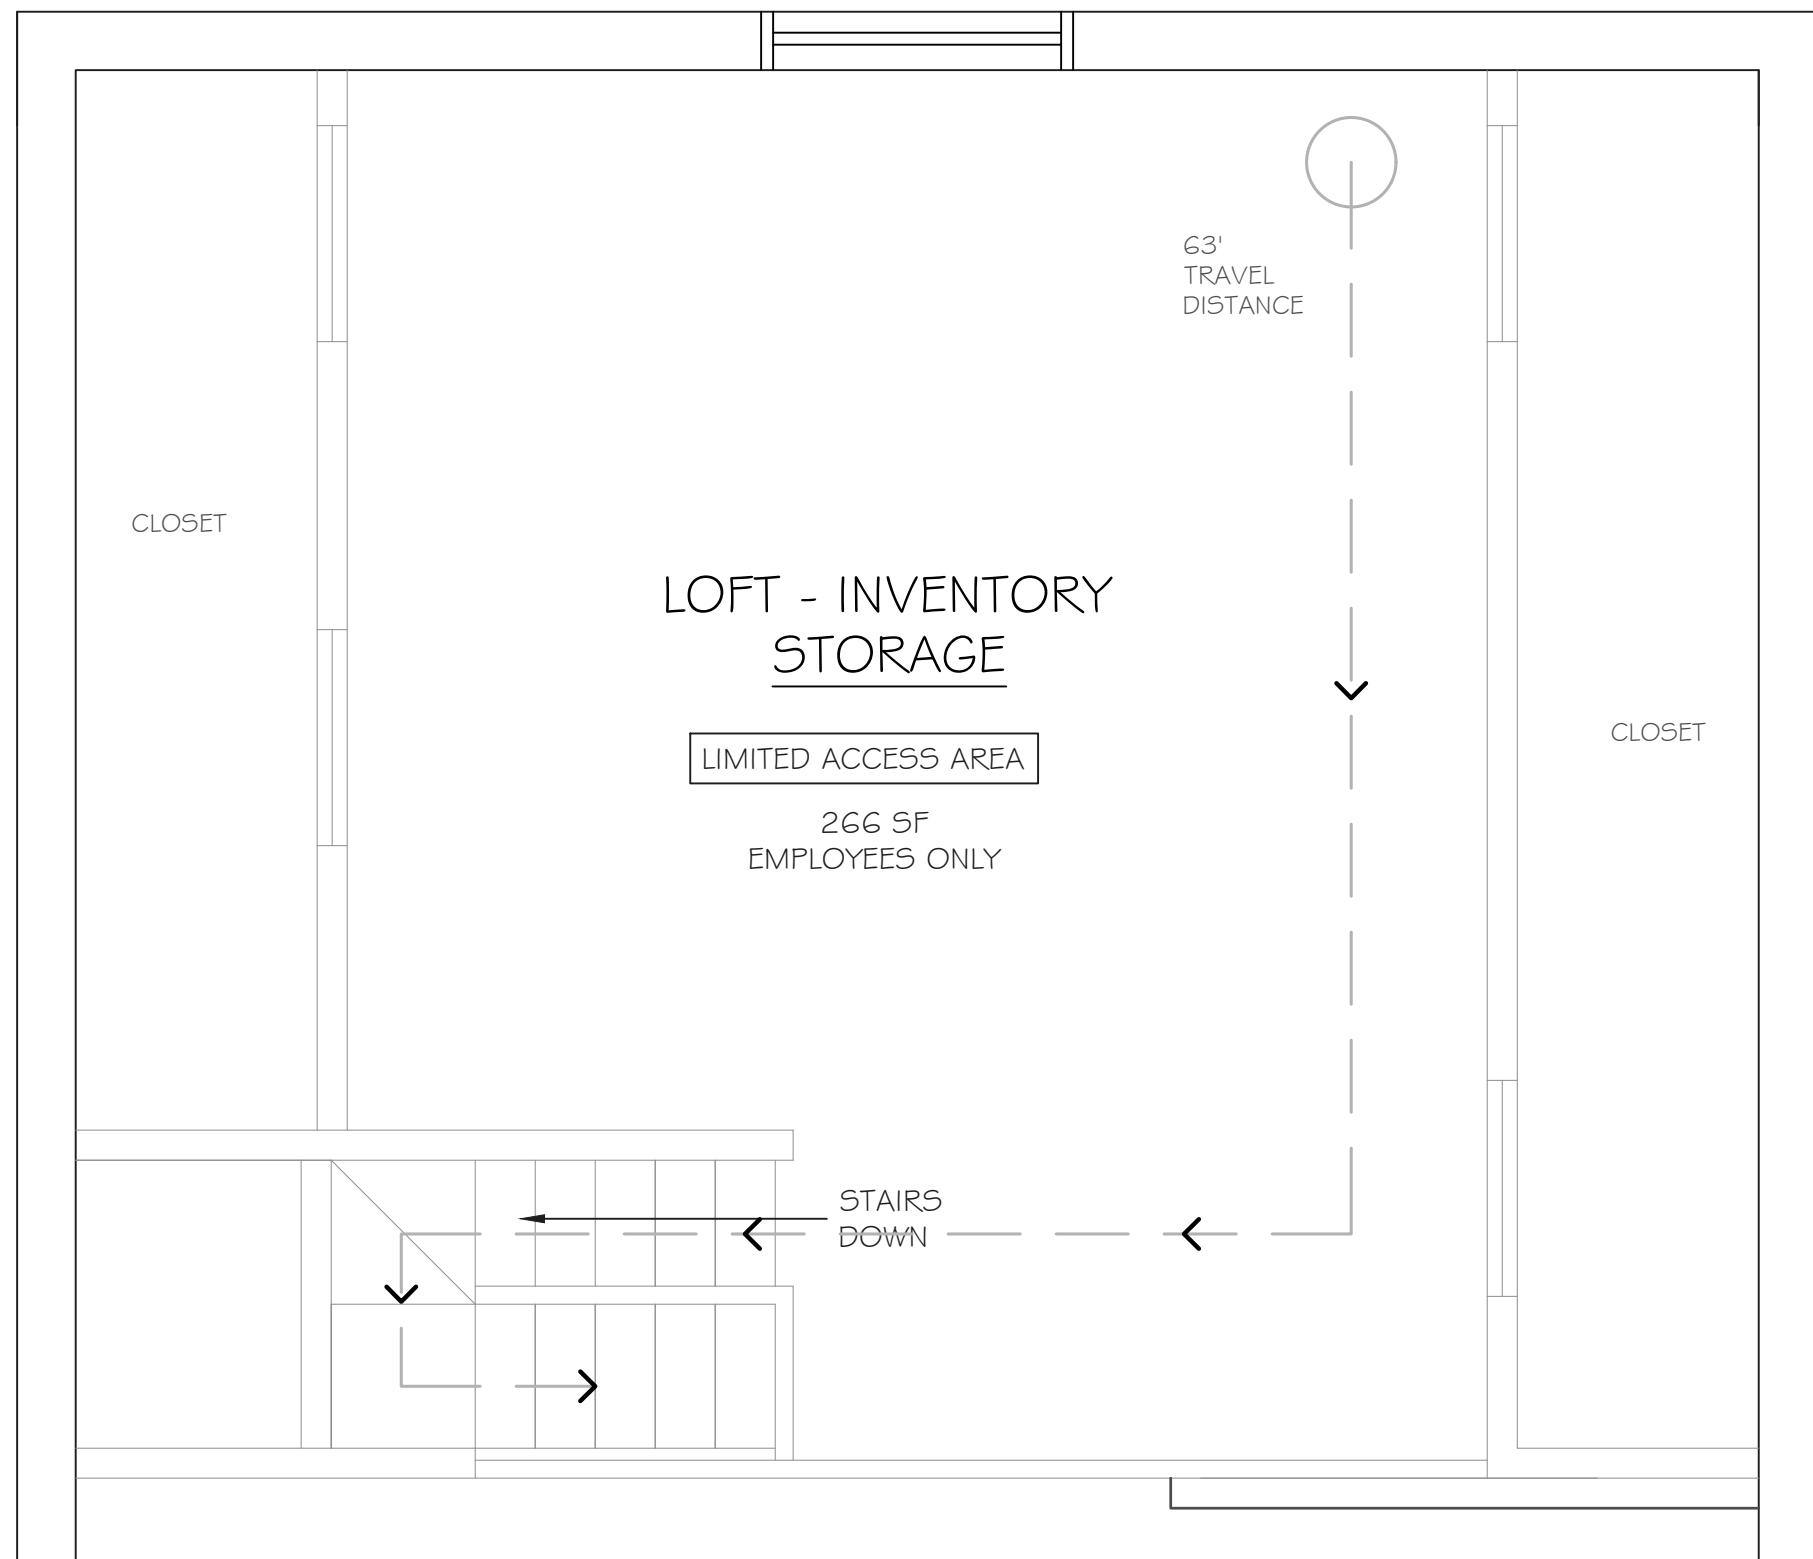 63'
TRAVEL
DISTANCE
CLOSET
LOFT - INVENTORY
STORAGE
LIMITED ACCESS AREA
CLOSET
266 SF
EMPLOYEES ONLY
STAIRS
DOWN